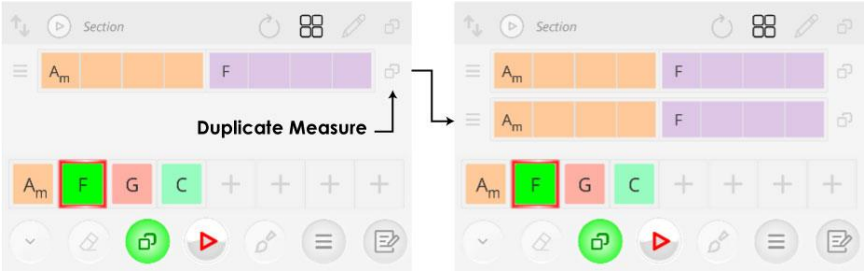 Section
Am F
Duplicate Measure
Am F G C
Section
Am F
Am F
Am F G C